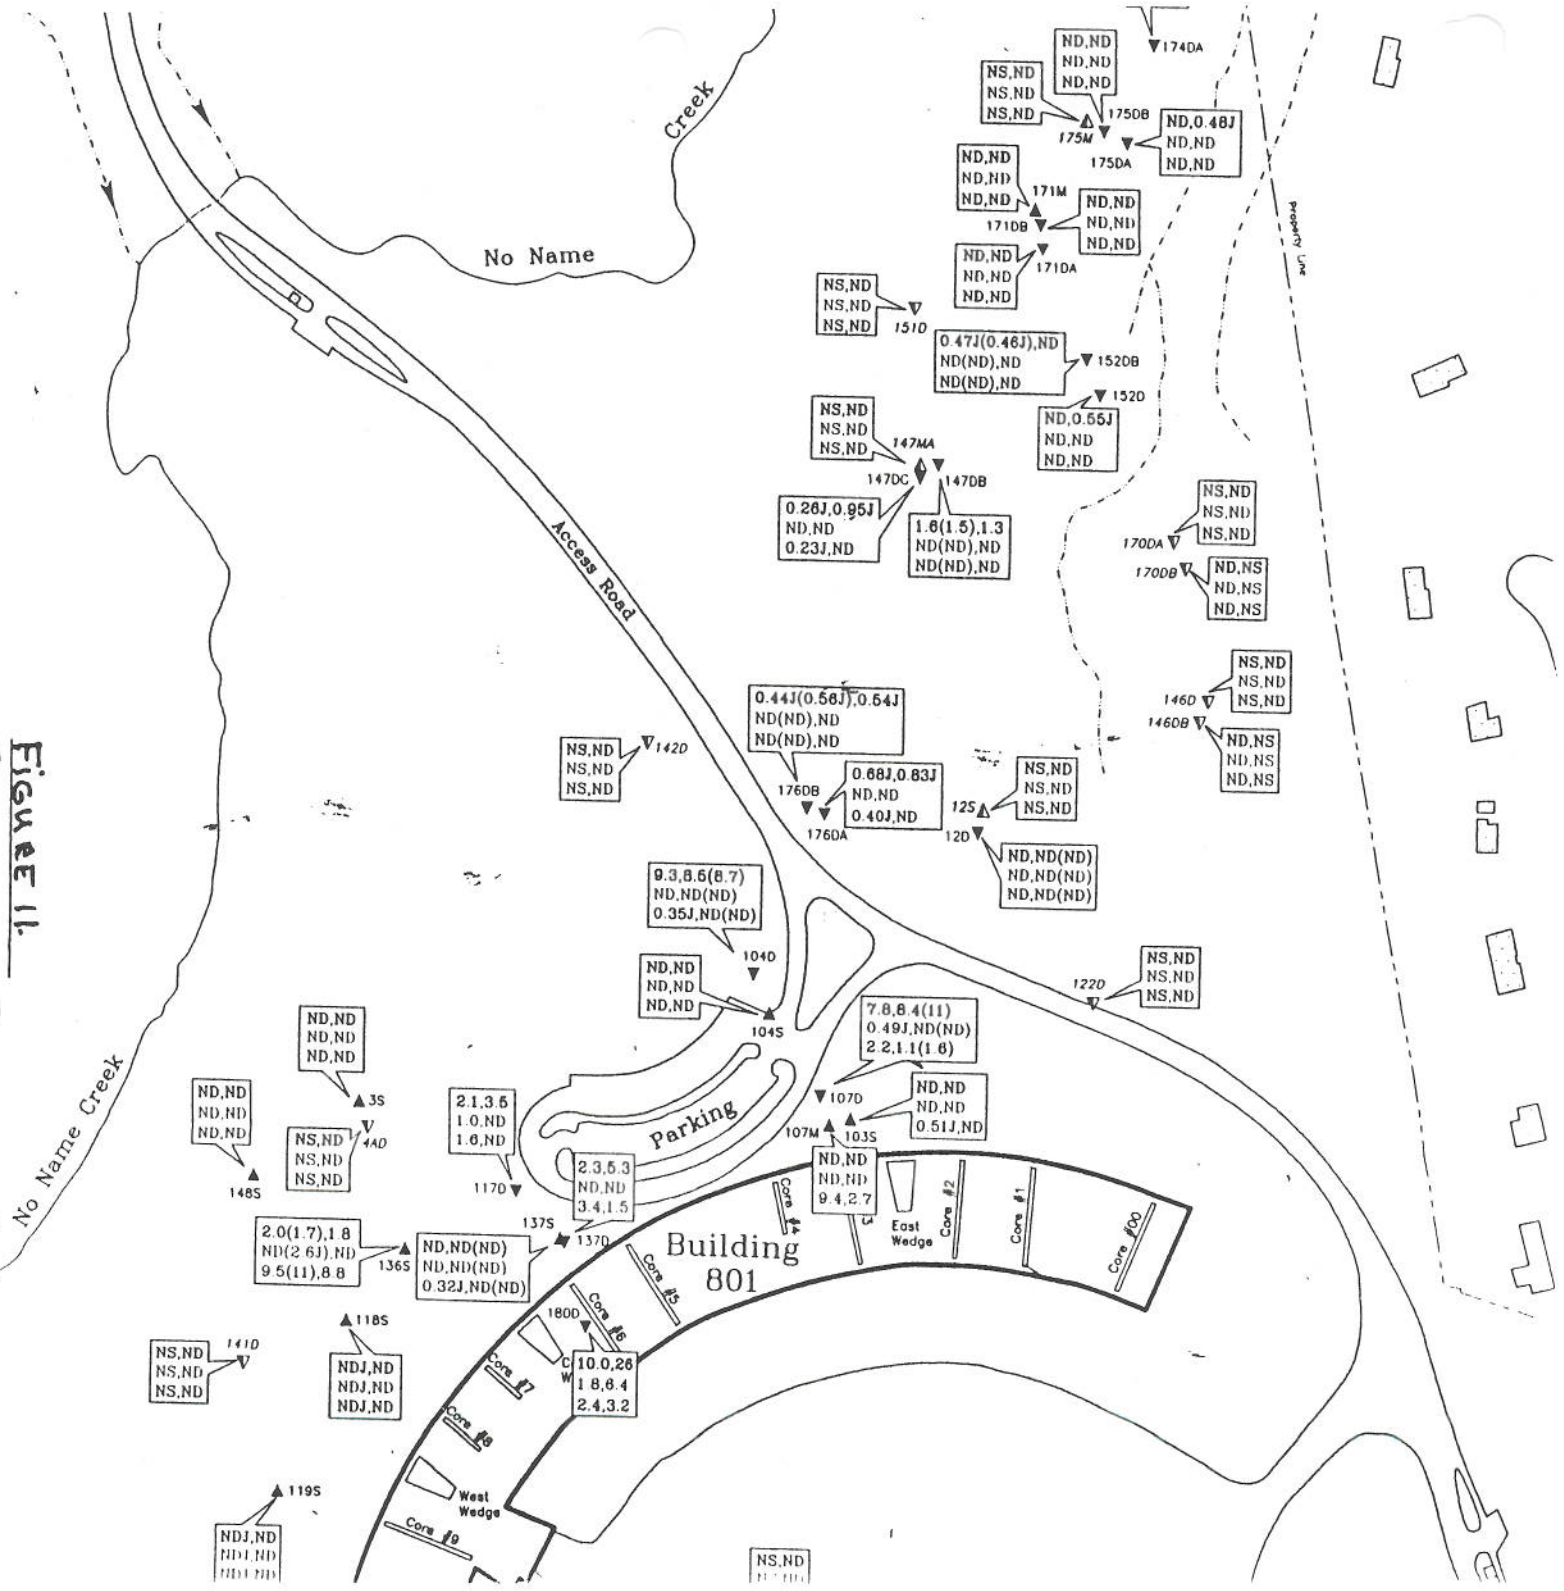 174DA
ND,ND
ND,ND
ND,ND
NS,ND
NS,ND
NS,ND
175DB
175M
175DA
ND,0.48J
ND,ND
ND,ND
Creek
ND,ND
ND,ND
ND,ND
171M
171DB
ND,ND
ND,ND
ND,ND
ND,ND
ND,ND
ND,ND
171DA
Property Line
No Name
NS,ND
NS,ND
NS,ND
151D
0.47J(0.46J),ND
ND(ND),ND
ND(ND),ND
152DB
152D
ND,0.55J
ND,ND
ND,ND
NS,ND
NS,ND
NS,ND
147MA
147DC
147DB
0.26J,0.95J
ND,ND
0.23J,ND
1.6(1.5),1.3
ND(ND),ND
ND(ND),ND
NS,ND
NS,ND
NS,ND
170DA
170DB
ND,NS
ND,NS
ND,NS
Access Road
NS,ND
NS,ND
NS,ND
146D
146DB
ND,NS
ND,NS
ND,NS
0.44J(0.56J),0.54J
ND(ND),ND
ND(ND),ND
NS,ND
NS,ND
NS,ND
142D
176DB
176DA
0.68J,0.83J
ND,ND
0.40J,ND
NS,ND
NS,ND
NS,ND
12S
12D
ND,ND(ND)
ND,ND(ND)
ND,ND(ND)
Figure 11.
9.3,8.6(8.7)
ND,ND(ND)
0.35J,ND(ND)
104D
ND,ND
ND,ND
ND,ND
104S
NS,ND
NS,ND
NS,ND
122D
7.8,8.4(11)
0.49J,ND(ND)
2.2,1.1(1.6)
107D
ND,ND
ND,ND
0.51J,ND
107M
103S
ND,ND
ND,ND
9.4,2.7
ND,ND
ND,ND
ND,ND
3S
4AD
NS,ND
NS,ND
NS,ND
ND,ND
ND,ND
ND,ND
148S
No Name Creek
2.1,3.5
1.0,ND
1.6,ND
117D
Parking
2.3,5.3
ND,ND
3.4,1.5
137S
137D
2.0(1.7),1.8
ND(2.6J),ND
9.5(11),8.8
136S
ND,ND(ND)
ND,ND(ND)
0.32J,ND(ND)
Building
801
Core #4
3
East
Wedge
Core #2
Core #1
Core #00
Core #5
Core #6
180D
10.0,26
1.8,6.4
2.4,3.2
C
W
Core #7
Core #8
West
Wedge
Core #9
118S
NDJ,ND
NDJ,ND
NDJ,ND
NS,ND
NS,ND
NS,ND
141D
119S
NDJ,ND
NDJ,ND
NDJ,ND
NS,ND